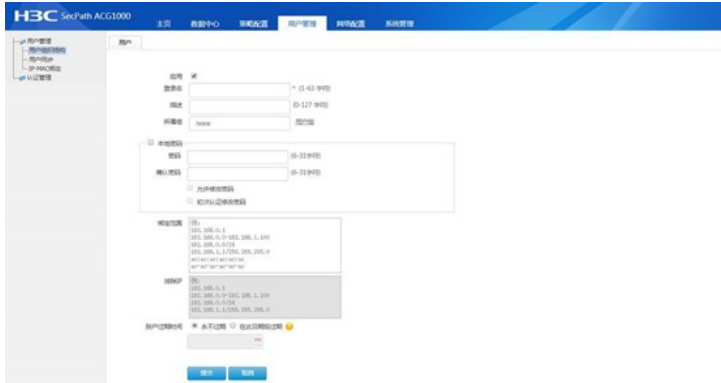 H3C SecPath ACG1000
主页 数据中心 策略配置 用户管理 网络配置 系统管理
用户管理
用户组织结构
用户同步
IP-MAC绑定
认证管理
用户
启用
登录名 * (1-63 字符)
描述 (0-127 字符)
所属组 /www 用户组
本地密码
密码 (6-31字符)
确认密码 (6-31字符)
允许修改密码
初次认证修改密码
绑定范围 例:
192.168.0.1
192.168.0.0-192.168.1.100
192.168.0.0/24
192.168.1.1/255.255.255.0
排除IP 例:
192.168.0.1
192.168.0.0-192.168.1.100
192.168.0.0/24
192.168.1.1/255.255.255.0
账户过期时间 永不过期 在此日期后过期
提交 取消